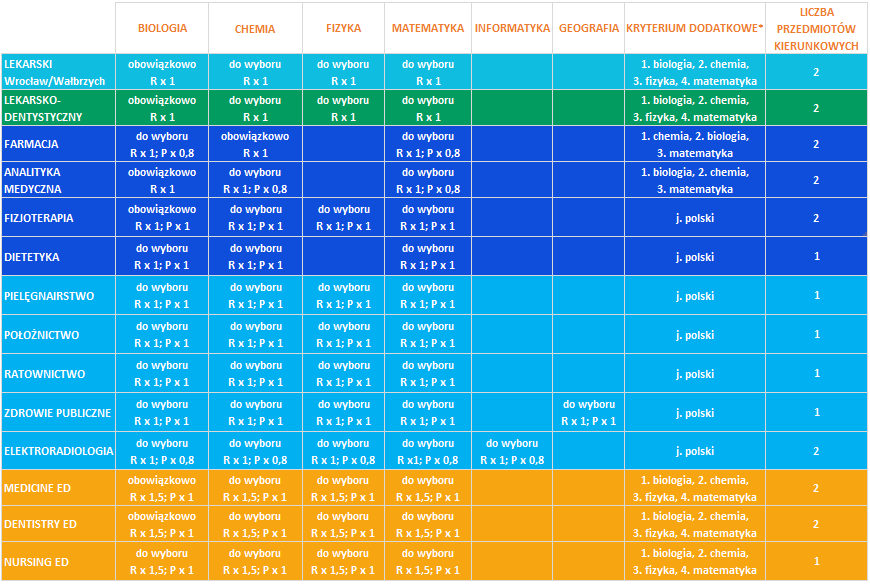 BIOLOGIA CHEMIA FIZYKA MATEMATYKA INFORMATYKA GEOGRAFIA KRYTERIUM DODATKOWE* LICZBA
PRZEDMIOTÓW
KIERUNKOWYCH
LEKARSKI obowiązkowo do wyboru do wyboru do wyboru 1. biologia, 2. chemia,
Wrocław/Wałbrzych R x 1 R x 1 R x 1 R x 1 3. fizyka, 4. matematyka 2
LEKARSKO- obowiązkowo do wyboru do wyboru do wyboru 1. biologia, 2. chemia,
DENTYSTYCZNY R x 1 R x 1 R x 1 R x 1 3. fizyka, 4. matematyka 2
FARMACJA do wyboru obowiązkowo do wyboru 1. chemia, 2. biologia, 2
R x 1; P x 0,8 R x 1 R x 1; P x 0,8 3. matematyka
ANALITYKA obowiązkowo do wyboru do wyboru 1. biologia, 2. chemia,
MEDYCZNA R x 1 R x 1; P x 0,8 R x 1; P x 0,8 3. matematyka 2
FIZJOTERAPIA obowiązkowo do wyboru do wyboru do wyboru j. polski 2
R x 1; P x 1 R x 1; P x 1 R x 1; P x 1 R x 1; P x 1
DIETETYKA do wyboru do wyboru do wyboru j. polski 1
R x 1; P x 1 R x 1; P x 1 R x 1; P x 1
PIELĘGNAIRSTWO do wyboru do wyboru do wyboru do wyboru j. polski 1
R x 1; P x 1 R x 1; P x 1 R x 1; P x 1 R x 1; P x 1
POŁOŻNICTWO do wyboru do wyboru do wyboru do wyboru j. polski 1
R x 1; P x 1 R x 1; P x 1 R x 1; P x 1 R x 1; P x 1
RATOWNICTWO do wyboru do wyboru do wyboru do wyboru j. polski 1
R x 1; P x 1 R x 1; P x 1 R x 1; P x 1 R x 1; P x 1
ZDROWIE PUBLICZNE do wyboru do wyboru do wyboru do wyboru do wyboru j. polski 1
R x 1; P x 1 R x 1; P x 1 R x 1; P x 1 R x 1; P x 1 R x 1; P x 1
ELEKTRORADIOLOGIA do wyboru do wyboru do wyboru do wyboru do wyboru j. polski 2
R x 1; P x 0,8 R x 1; P x 0,8 R x 1; P x 0,8 R x1; P x 0,8 R x 1; P x 0,8
MEDICINE ED obowiązkowo do wyboru do wyboru do wyboru 1. biologia, 2. chemia, 2
R x 1,5; P x 1 R x 1,5; P x 1 R x 1,5; P x 1 R x 1,5; P x 1 3. fizyka, 4. matematyka
DENTISTRY ED obowiązkowo do wyboru do wyboru do wyboru 1. biologia, 2. chemia, 2
R x 1,5; P x 1 R x 1,5; P x 1 R x 1,5; P x 1 R x 1,5; P x 1 3. fizyka, 4. matematyka
NURSING ED do wyboru do wyboru do wyboru do wyboru 1. biologia, 2. chemia, 1
R x 1,5; P x 1 R x 1,5; P x 1 R x 1,5; P x 1 R x 1,5; P x 1 3. fizyka, 4. matematyka